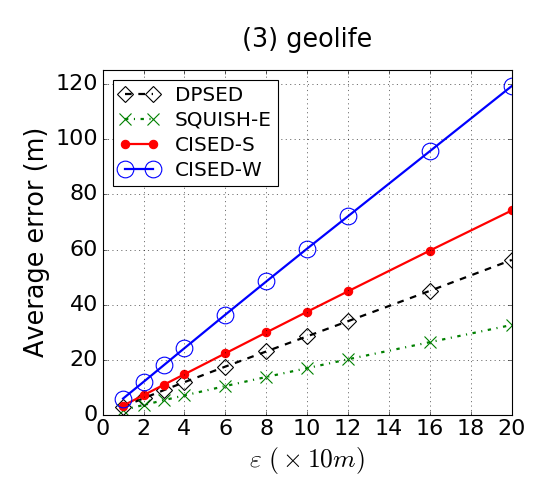 (3) geolife
Average error (m)
120
100
80
60
40
20
0
DPSED
SQUISH-E
CISED-S
CISED-W
0 2 4 6 8 10 12 14 16 18 20
ε (×10m)